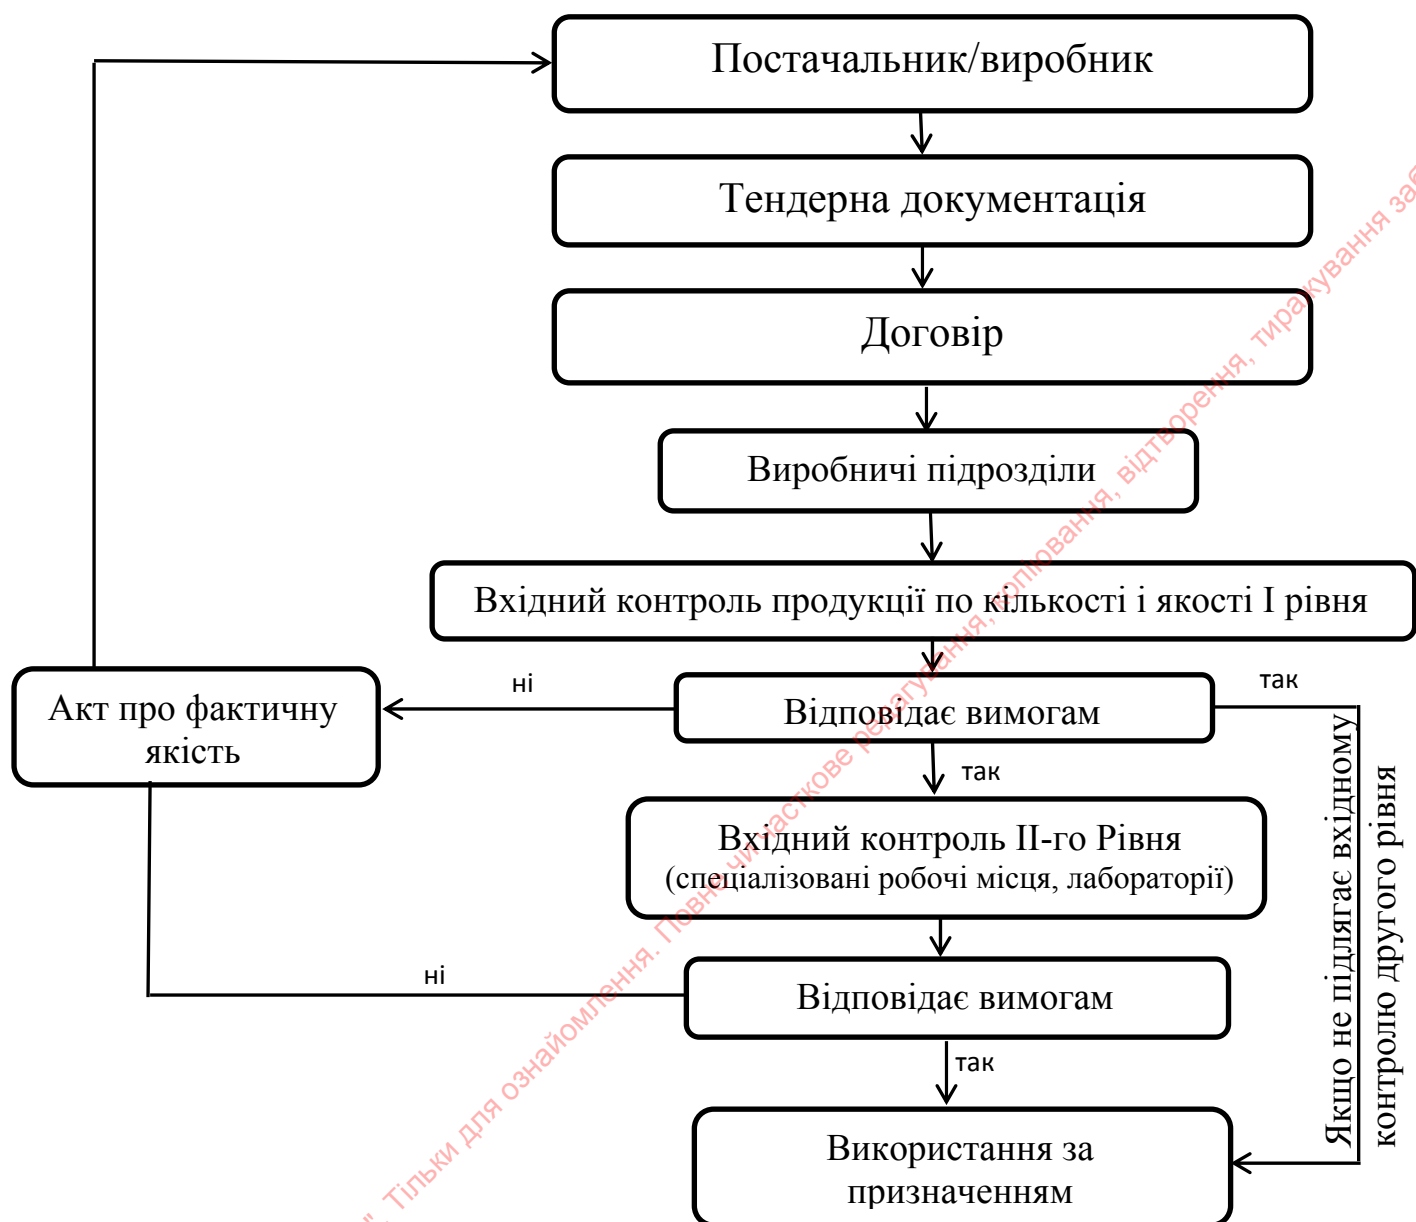 Постачальник/виробник
Тендерна документація
Договір
Виробничі підрозділи
Вхідний контроль продукції по кількості і якості I рівня
ні
так
Акт про фактичну
якість
Відповідає вимогам
так
Вхідний контроль II-го Рівня
(спеціалізовані робочі місця, лабораторії)
ні
Відповідає вимогам
так
Якщо не підлягає вхідному
контролю другого рівня
Використання за
призначенням
". Тільки для ознайомлення. Повне чи часткове редагування, копіювання, відтворення, тиражування